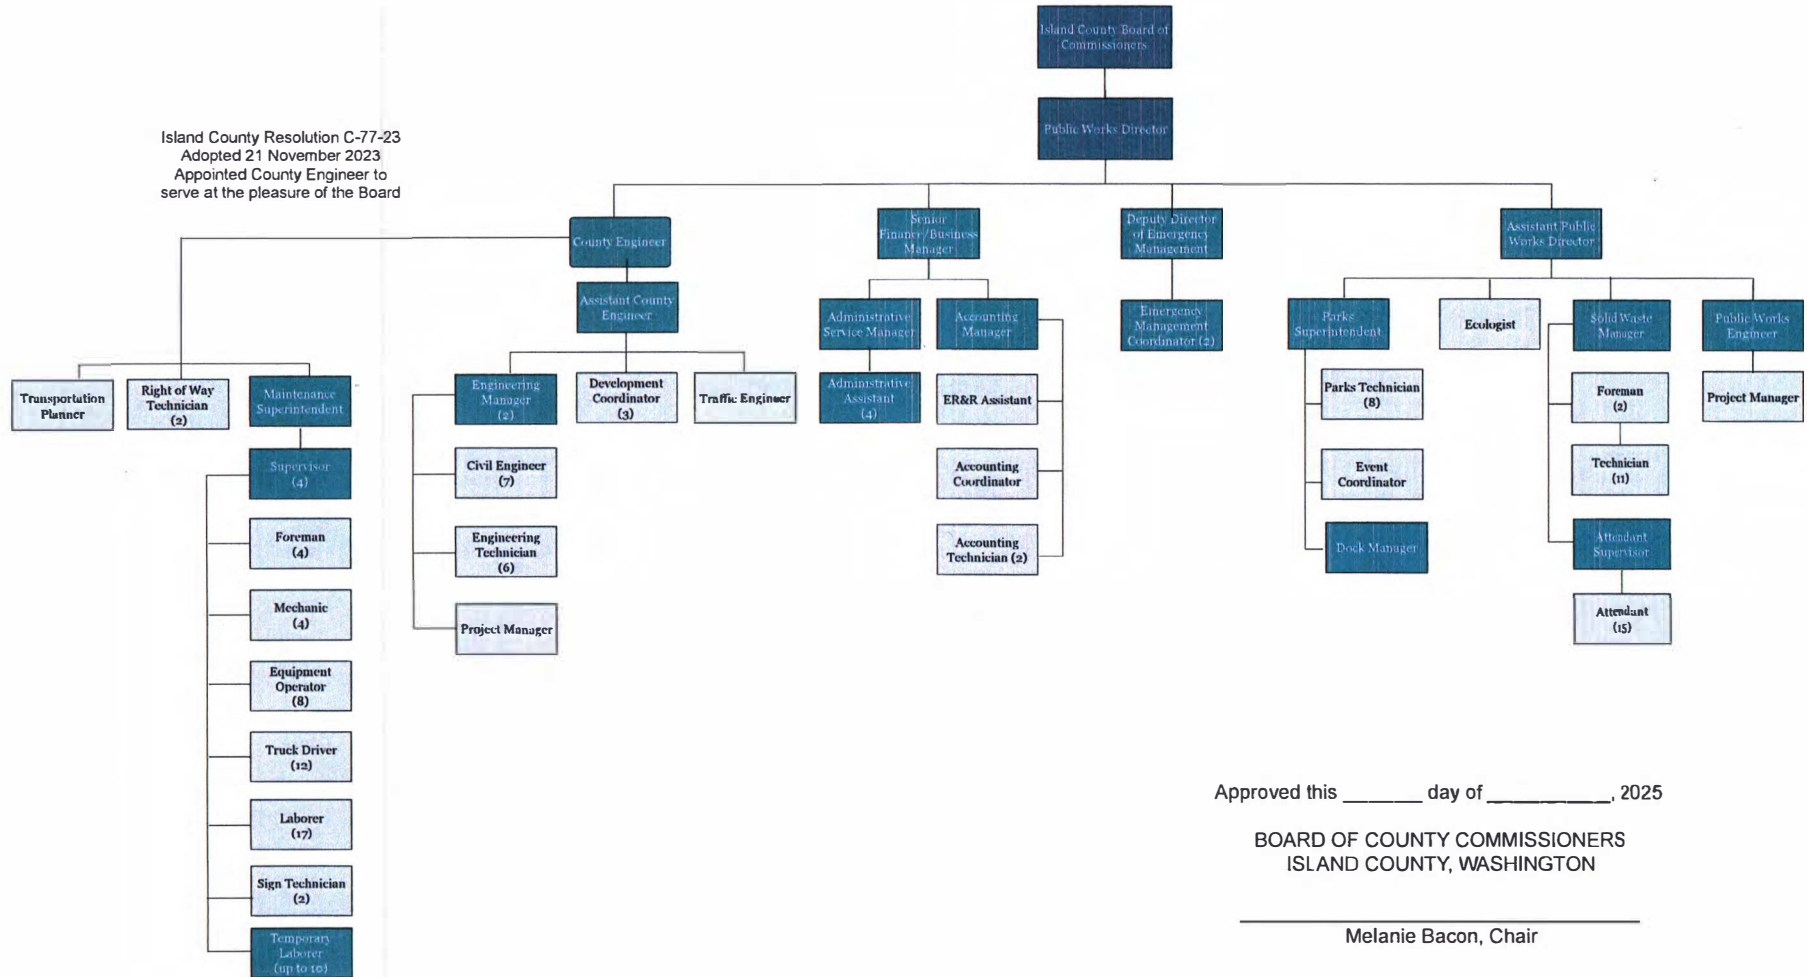 Island County Board of
Commissioners
Public Works Director
Island County Resolution C-77-23
Adopted 21 November 2023
Appointed County Engineer to
serve at the pleasure of the Board
County Engineer
Senior
Finance/Business
Manager
Deputy Director
of Emergency
Management
Assistant Public
Works Director
Assistant County
Engineer
Administrative
Service Manager
Accounting
Manager
Emergency
Management
Coordinator (2)
Parks
Superintendent
Ecologist
Solid Waste
Manager
Public Works
Engineer
Transportation
Planner
Right of Way
Technician
(2)
Maintenance
Superintendent
Engineering
Manager
(2)
Development
Coordinator
(3)
Traffic Engineer
Administrative
Assistant
(4)
ER&R Assistant
Parks Technician
(8)
Foreman
(2)
Project Manager
Supervisor
(4)
Civil Engineer
(7)
Accounting
Coordinator
Event
Coordinator
Technician
(11)
Foreman
(4)
Engineering
Technician
(6)
Accounting
Technician (2)
Dock Manager
Attendant
Supervisor
Mechanic
(4)
Project Manager
Attendant
(15)
Equipment
Operator
(8)
Truck Driver
(12)
Laborer
(17)
Sign Technician
(2)
Temporary
Laborer
(up to 10)
Approved this ______ day of __________, 2025
BOARD OF COUNTY COMMISSIONERS
ISLAND COUNTY, WASHINGTON
Melanie Bacon, Chair